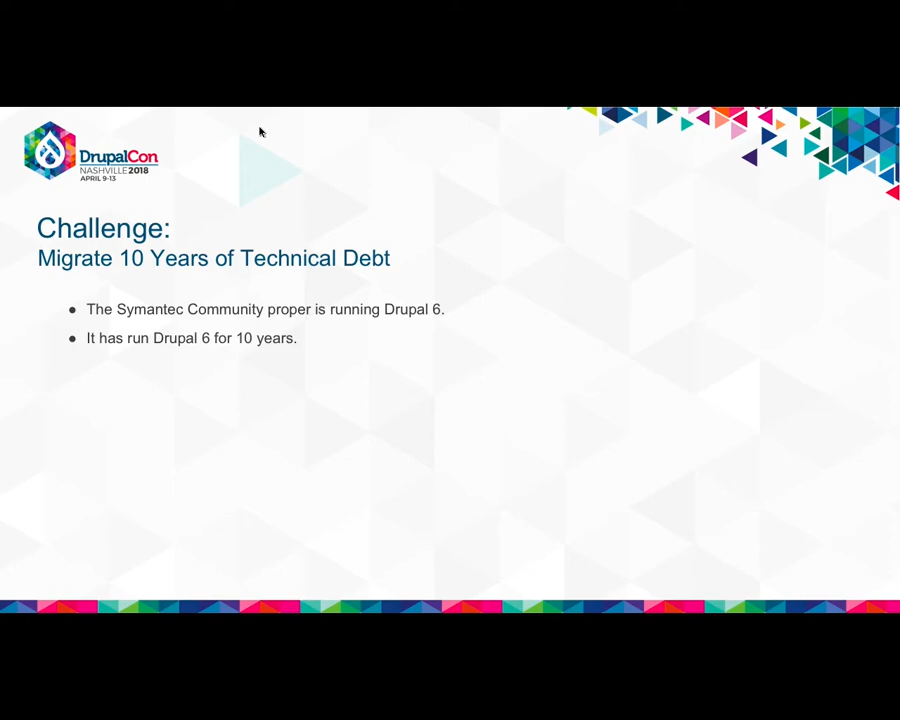 DrupalCon
NASHVILLE 2018
APRIL 9-13
Challenge:
Migrate 10 Years of Technical Debt
● The Symantec Community proper is running Drupal 6.
● It has run Drupal 6 for 10 years.